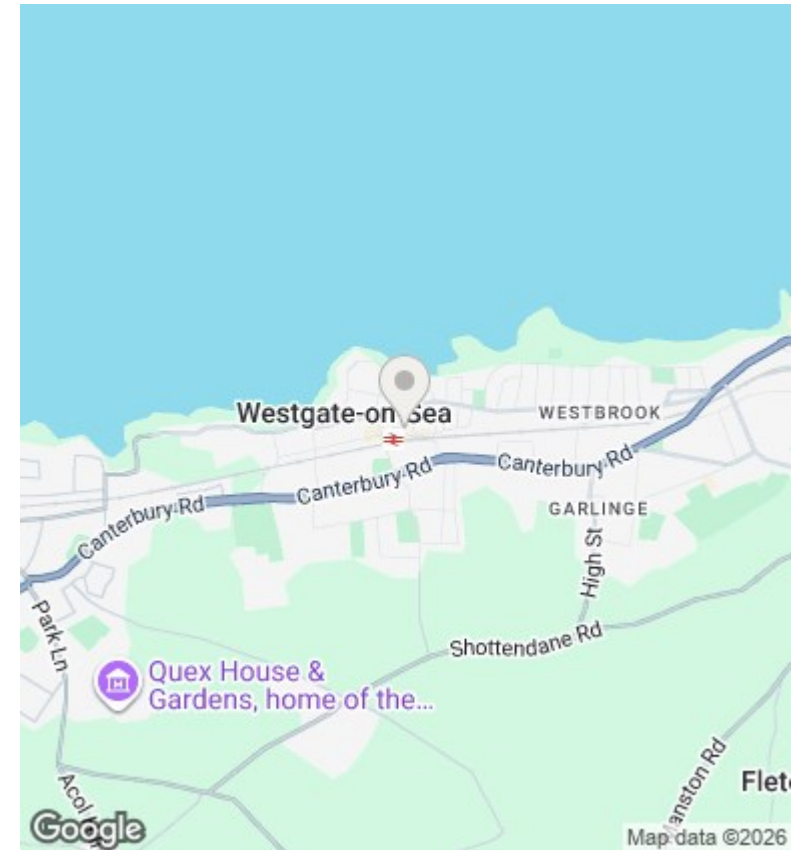 Westgate-on Sea
WESTBROOK
Canterbury Rd
Canterbury Rd
Canterbury Rd
GARLINGE
High St
Park Ln
Shottendane Rd
Quex House &
Gardens, home of the...
Manston Rd
Acol
Google
Map data ©2026